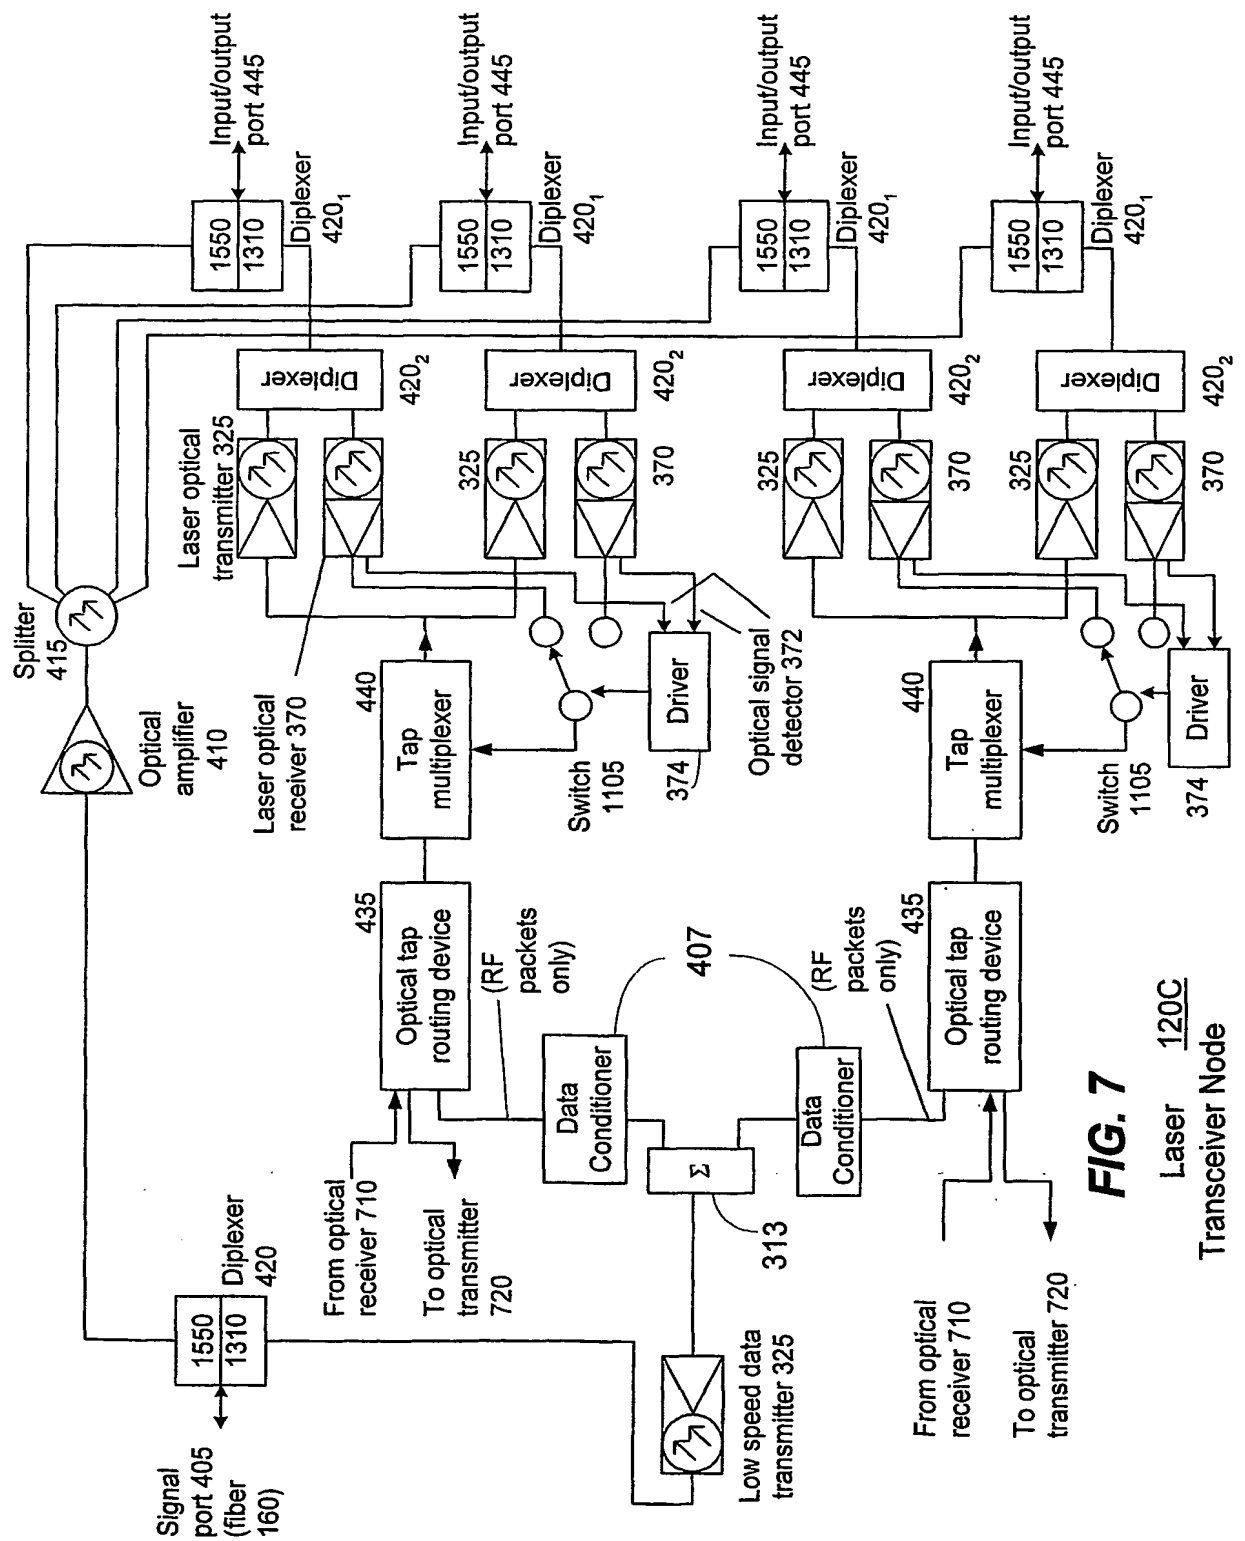 Signal
port 405
(fiber
160)
1550
1310
Diplexer
420
Optical
amplifier
410
Splitter
415
1550
1310
Input/output
port 445
Diplexer
420₁
1550
1310
Input/output
port 445
Diplexer
420₁
1550
1310
Input/output
port 445
Diplexer
420₁
1550
1310
Input/output
port 445
Diplexer
420₁
Laser optical
transmitter 325
Laser optical
receiver 370
Diplexer
420₂
325
370
Diplexer
420₂
325
370
Diplexer
420₂
325
370
Diplexer
420₂
From optical
receiver 710
To optical
transmitter
720
Optical tap
routing device
435
Tap
multiplexer
440
Switch
1105
Driver
374
Optical signal
detector 372
(RF
packets
only)
Data
Conditioner
407
Σ
313
Data
Conditioner
(RF
packets
only)
Low speed data
transmitter 325
From optical
receiver 710
To optical
transmitter 720
Optical tap
routing device
435
Tap
multiplexer
440
Switch
1105
Driver
374
FIG. 7
Laser 120C
Transceiver Node